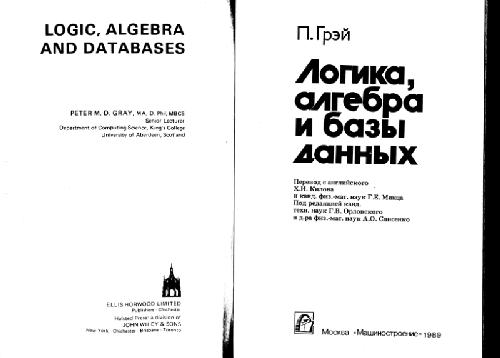 LOGIC, ALGEBRA
AND DATABASES
PETER M. D. GRAY, MA, D. Phil, MBCS
Senior Lecturer
Department of Computing Science, King's College
University of Aberdeen, Scotland
ELLIS HORWOOD LIMITED
Publishers · Chichester
Halsted Press: a division of
JOHN WILEY & SONS
New York · Chichester · Brisbane · Toronto
П. Грэй
Логика,
алгебра
и базы
данных
Перевод с английского
Х.И. Килова
и канд. физ.-мат. наук Г.Е. Минца
Под редакцией канд.
техн. наук Г.В. Орловского
и д-ра физ.-мат. наук А.О. Слисенко
Москва «Машиностроение» 1989